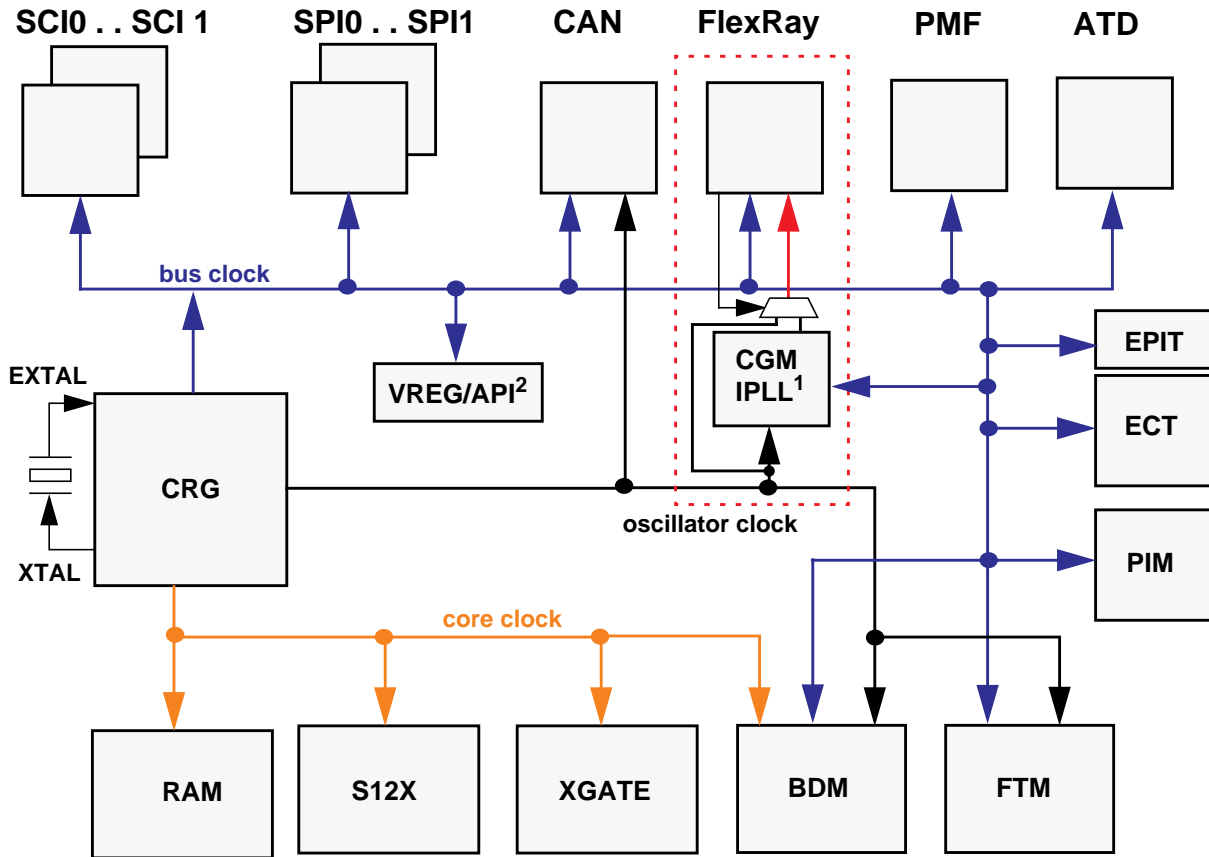 SCI0 . . SCI 1
SPI0 . . SPI1
CAN
FlexRay
PMF
ATD
bus clock
EPIT
EXTAL
VREG/API2
CGM
IPLL1
ECT
CRG
oscillator clock
XTAL
PIM
core clock
RAM
S12X
XGATE
BDM
FTM